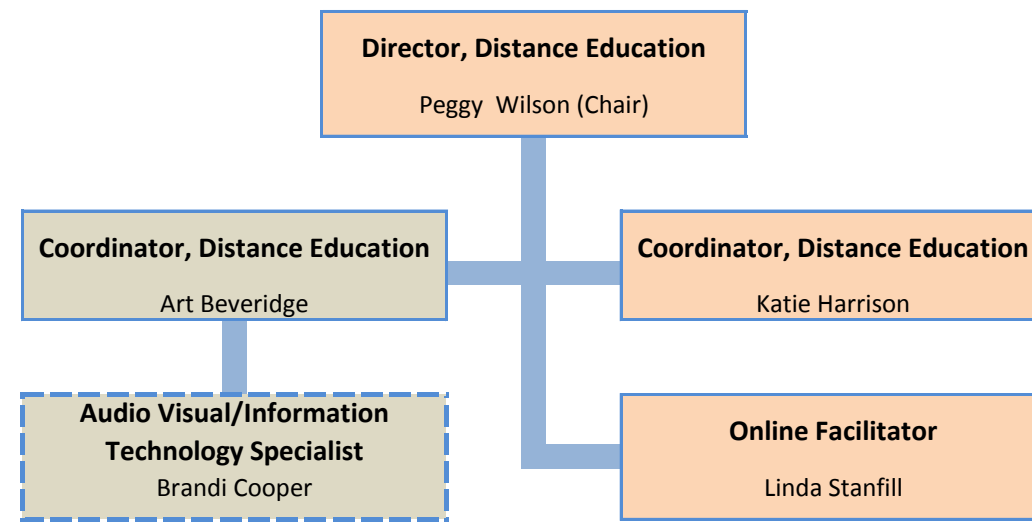 Director, Distance Education
Peggy Wilson (Chair)
Coordinator, Distance Education
Art Beveridge
Coordinator, Distance Education
Katie Harrison
Audio Visual/Information
Technology Specialist
Brandi Cooper
Online Facilitator
Linda Stanfill